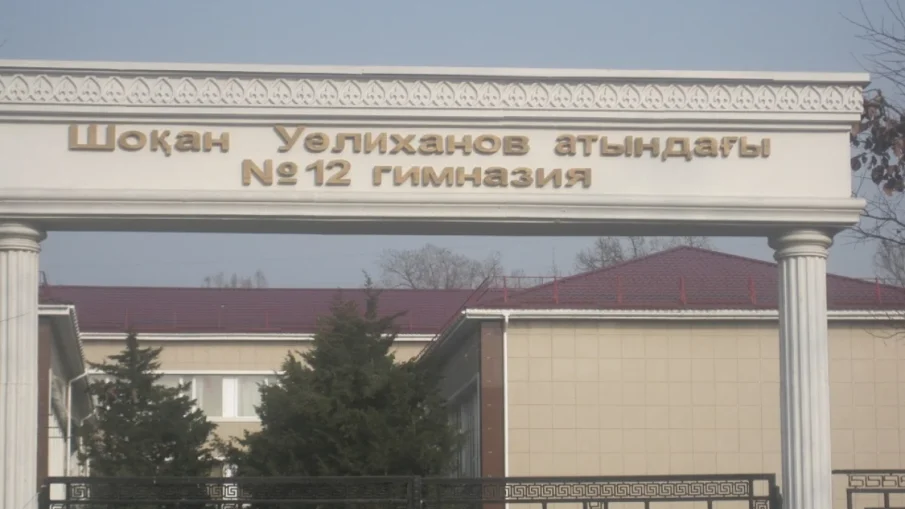 Шоқан Уәлиханов атындағы
№12 гимназия